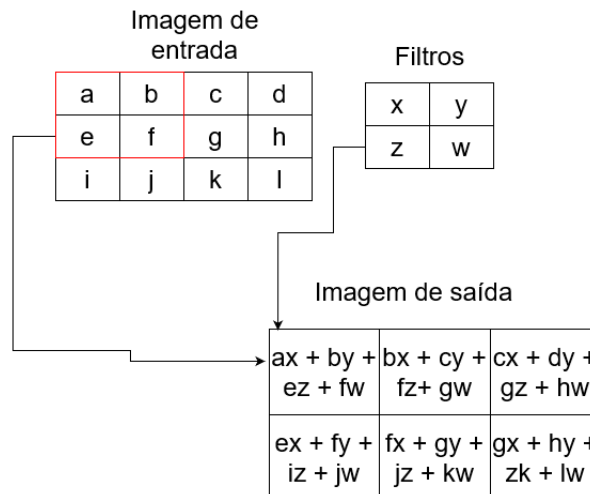 Imagem de
entrada
Filtros
a b c d
e f g h
i j k l
x y
z w
Imagem de saída
ax + by + bx + cy + cx + dy +
ez + fw fz+ gw gz + hw
ex + fy + fx + gy + gx + hy +
iz + jw jz + kw zk + lw